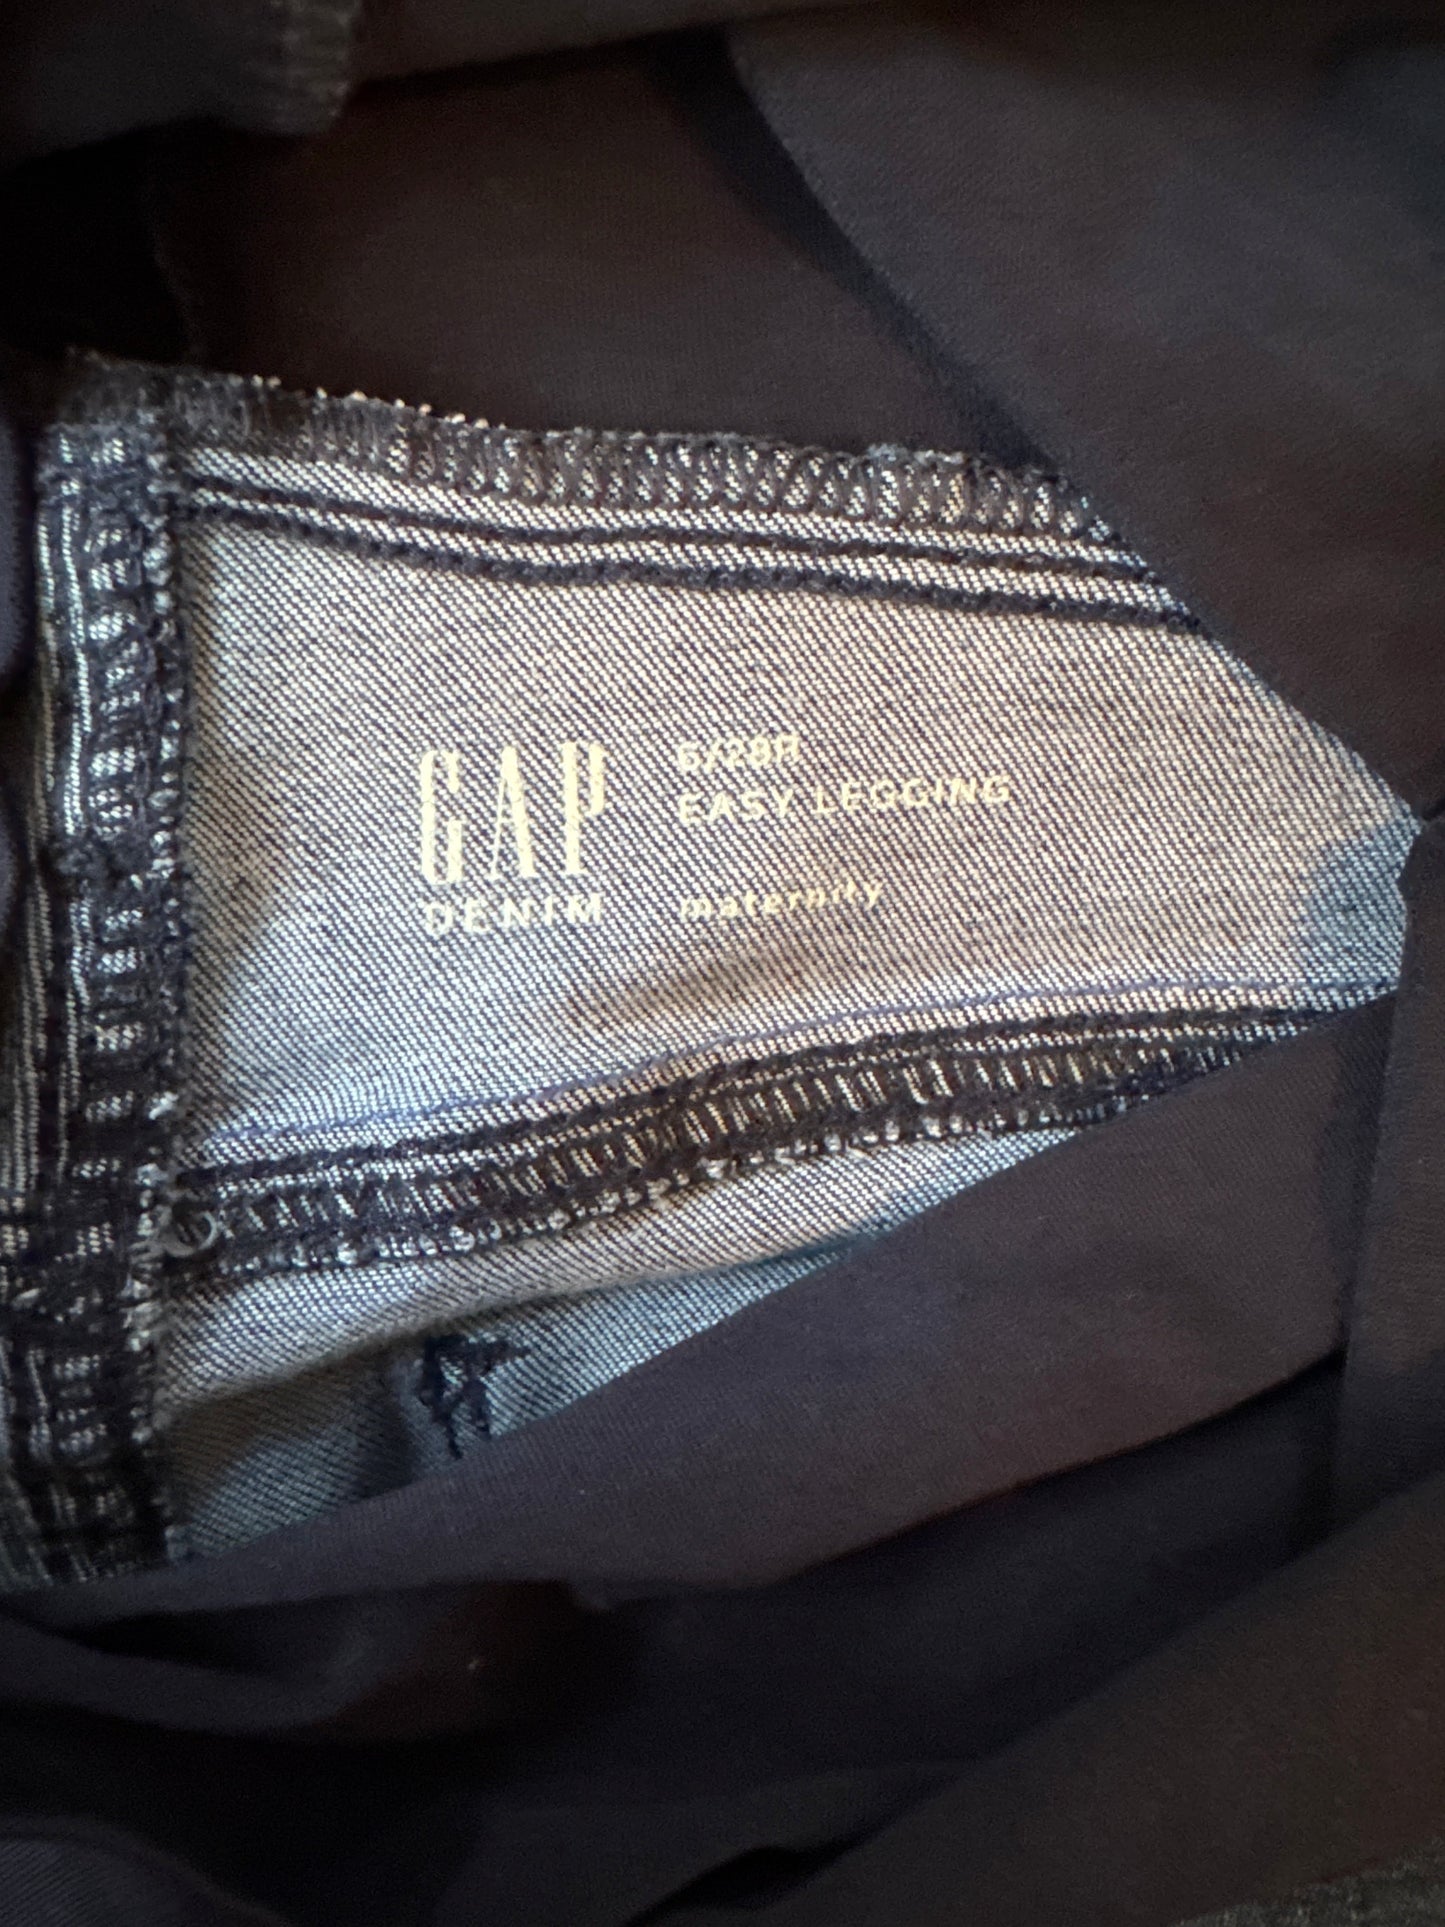 GAP
DENIM
6/28R
EASY LEGGING
maternity